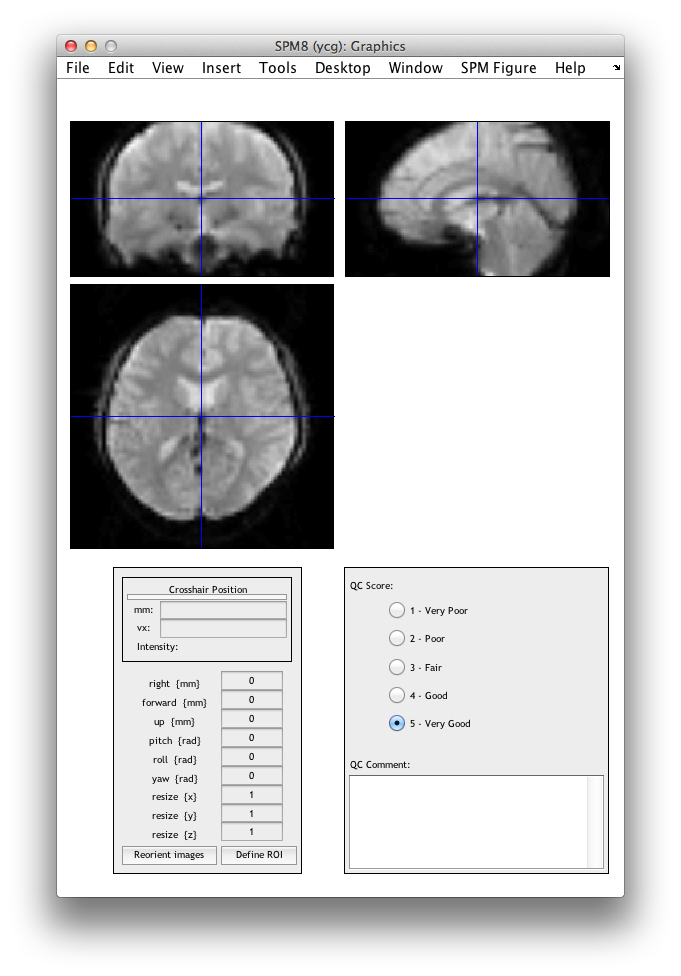 SPM8 (ycg): Graphics
File Edit View Insert Tools Desktop Window SPM Figure Help
Crosshair Position
mm:
vx:
Intensity:
right {mm} 0
forward {mm} 0
up {mm} 0
pitch {rad} 0
roll {rad} 0
yaw {rad} 0
resize {x} 1
resize {y} 1
resize {z} 1
Reorient images Define ROI
QC Score:
1 - Very Poor
2 - Poor
3 - Fair
4 - Good
5 - Very Good
QC Comment: